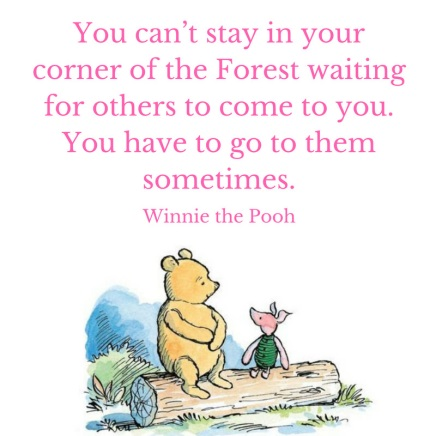 You can’t stay in your
corner of the Forest waiting
for others to come to you.
You have to go to them
sometimes.
Winnie the Pooh